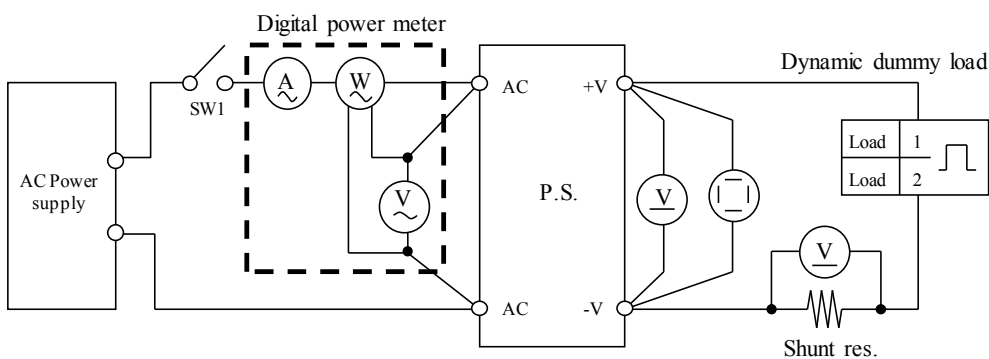 Digital power meter
Dynamic dummy load
A
W
SW1
AC
+V
Load 1
Load 2
AC Power
supply
V
P.S.
V
V
AC
-V
Shunt res.